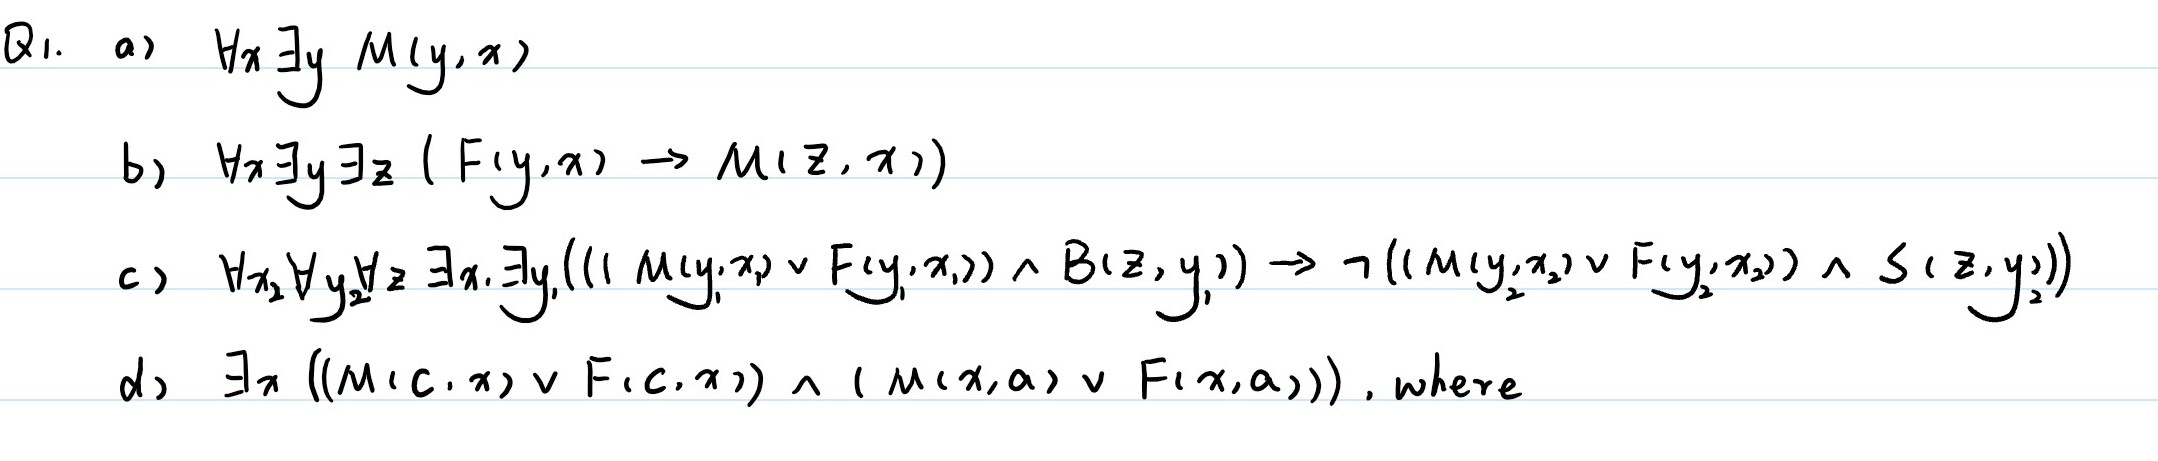 Q1. a) ∀x∃y M(y,x)
b) ∀x∃y∃z (F(y,x) → M(z,x))
c) ∀x₂∀y₂∀z ∃x₁∃y₁(((M(y₁,x₁) ∨ F(y₁,x₁)) ∧ B(z,y₁)) → ¬((M(y₂,x₂) ∨ F(y₂,x₂)) ∧ S(z,y₂)))
d) ∃x ((M(c,x) ∨ F(c,x)) ∧ (M(x,a) ∨ F(x,a))), where